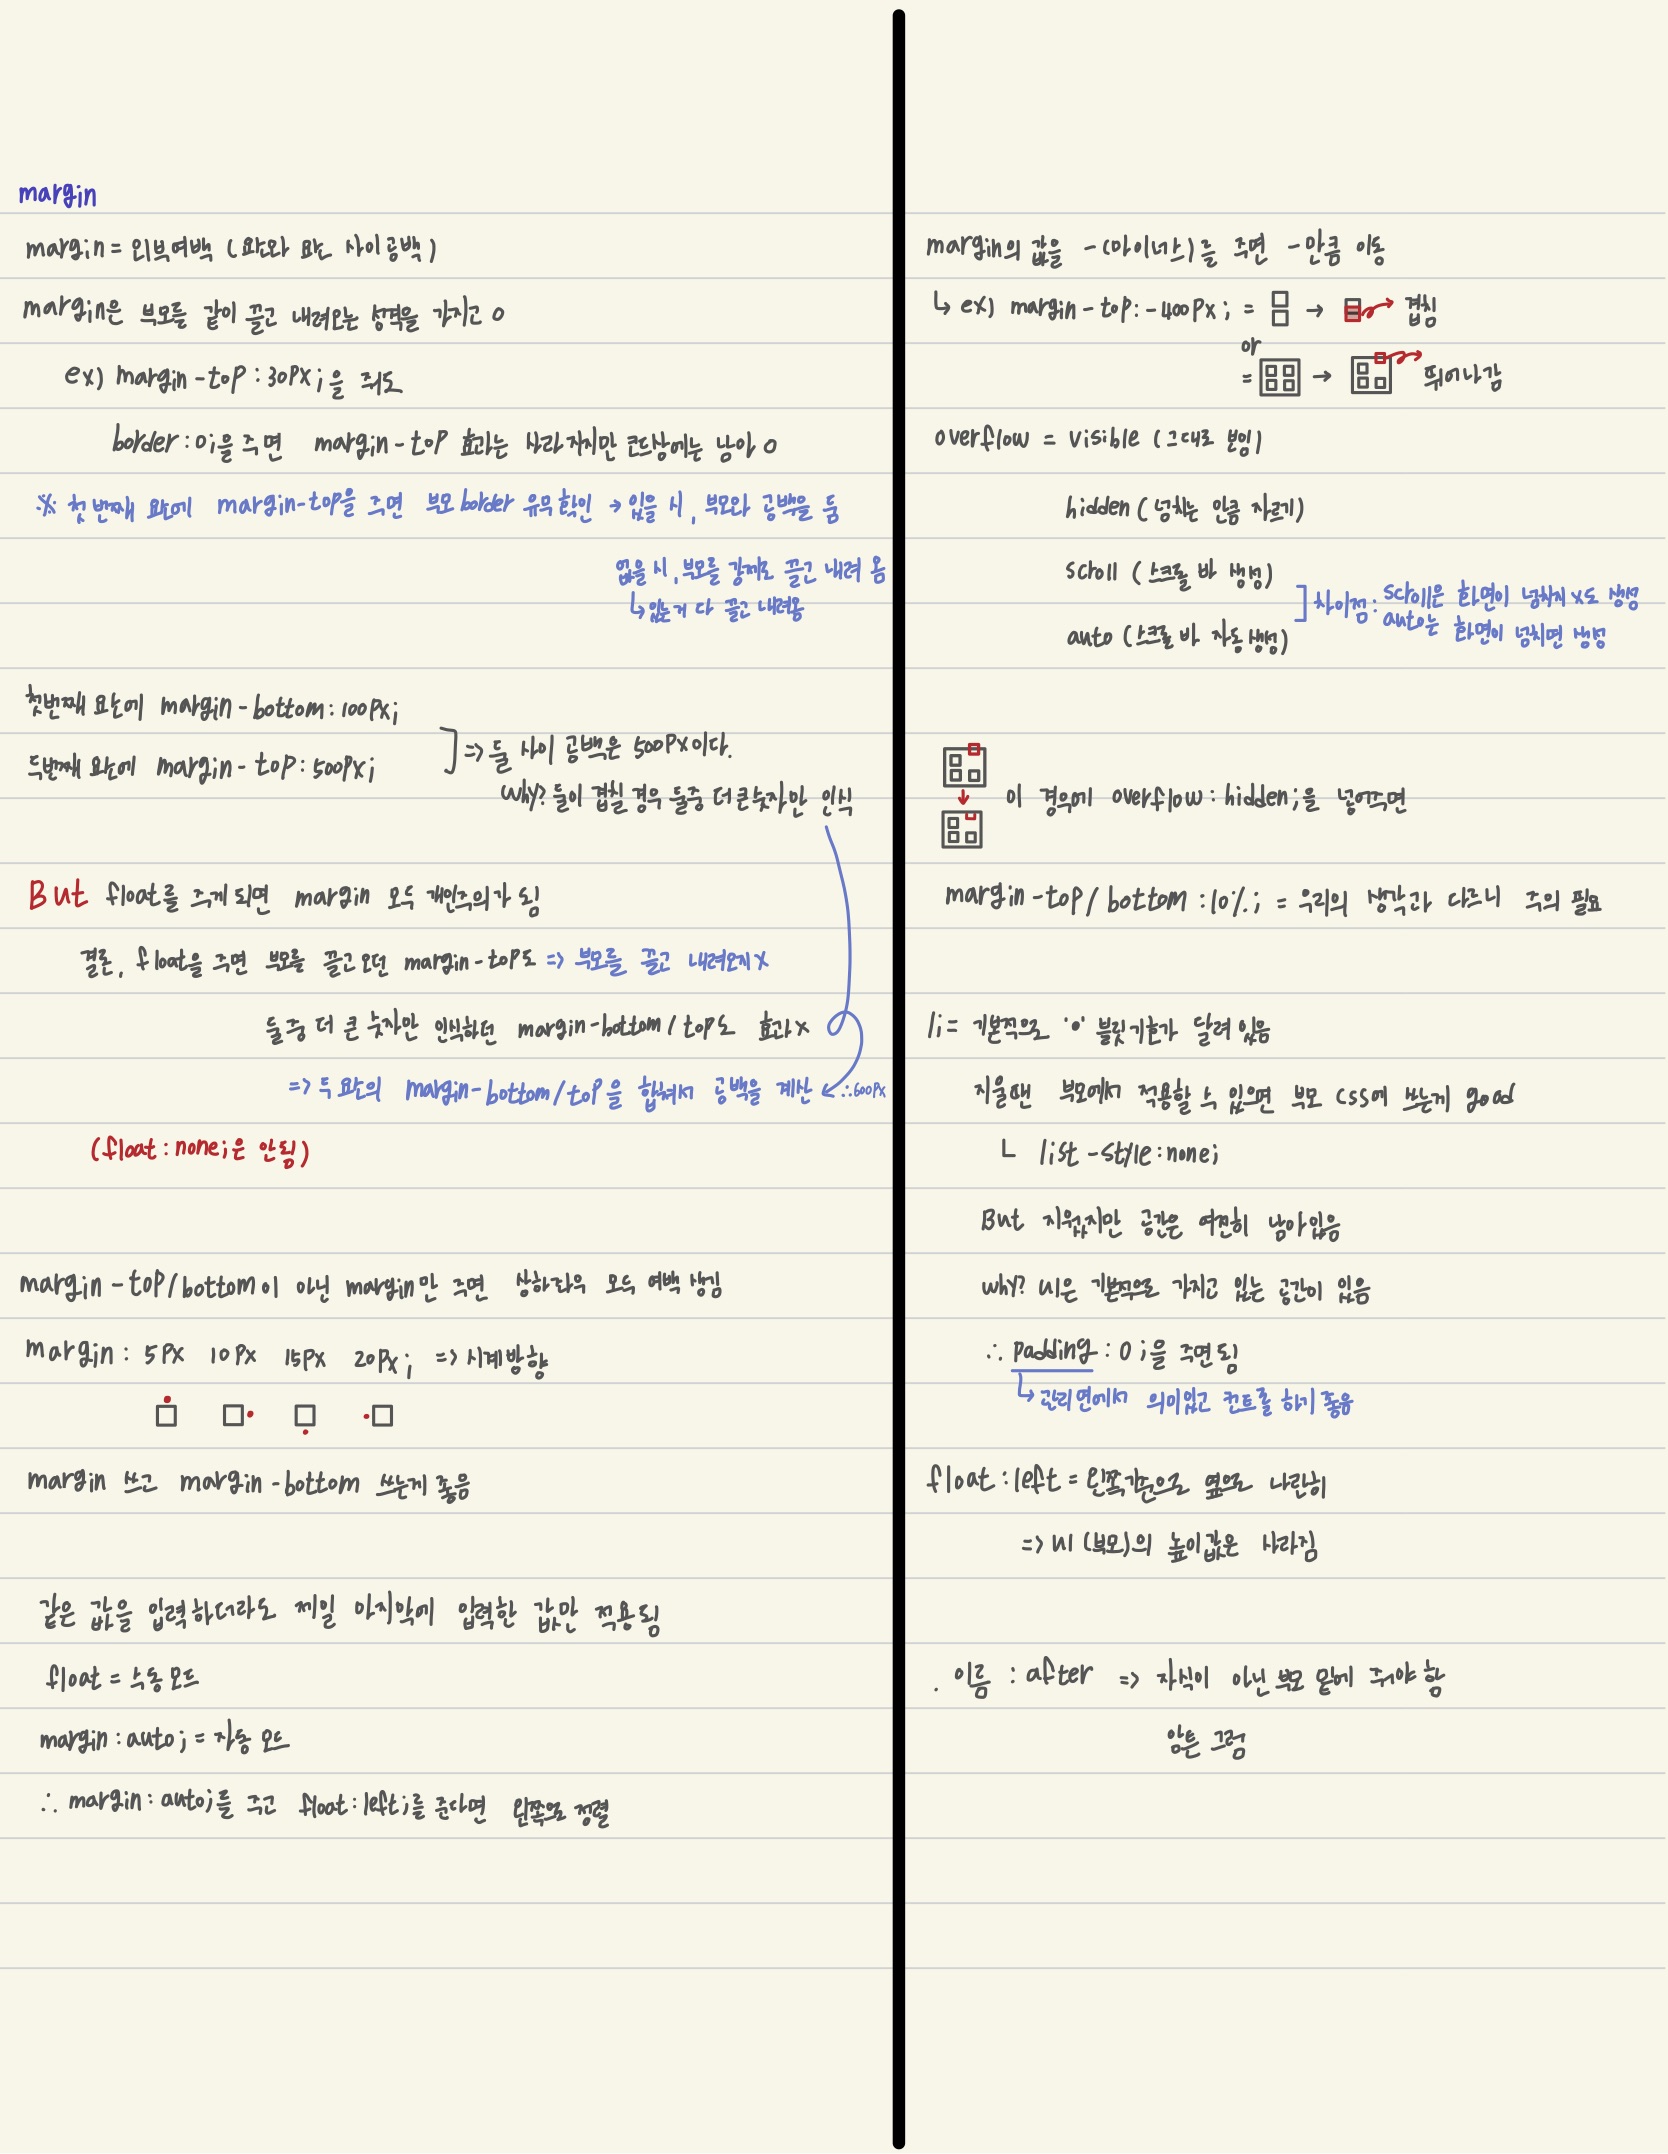 margin
margin = 외부여백 (요소와 요소 사이 공백)
margin은 부모를 같이 끌고 내려오는 성격을 가지고 o
ex) margin-top:30px;을 줘도
border:0;을 주면 margin-top 효과는 사라지지만 코드상에는 남아 o
※ 첫번째 요소에 margin-top을 주면 부모 border 유무 확인 → 있을 시, 부모와 공백을 둠
없을 시, 부모를 강제로 끌고 내려 옴
↳ 있는거 다 끌고 내려옴
첫번째 요소에 margin-bottom:100px;
두번째 요소에 margin-top:500px;
] => 둘 사이 공백은 500px이다.
why? 둘이 겹칠 경우 둘중 더 큰 숫자만 인식
But float를 주게 되면 margin 모두 개인주의가 됨
결론, float을 주면 부모를 끌고 오던 margin-top도 => 부모를 끌고 내려오지 x
둘중 더 큰 숫자만 인식하던 margin-bottom/top도 효과 x
=> 두 요소의 margin-bottom/top을 합쳐서 공백을 계산 ← ∴600px
(float:none;은 안됨)
margin-top/bottom이 아닌 margin만 주면 상하좌우 모두 여백 생김
margin: 5px 10px 15px 20px; => 시계방향
margin 쓰고 margin-bottom 쓰는게 좋음
같은 값을 입력하더라도 제일 마지막에 입력한 값만 적용됨
float = 수동 모드
margin:auto; = 자동 모드
∴ margin:auto;를 주고 float:left;를 준다면 왼쪽으로 정렬
margin의 값을 -(마이너스)를 주면 -만큼 이동
↳ ex) margin-top:-400px; = → 겹침
or
= → 튀어나감
overflow = visible (그대로 보임)
hidden (넘치는 만큼 자르기)
scroll (스크롤 바 생성)
auto (스크롤 바 자동 생성)
] 차이점: scroll은 화면이 넘치지 x도 생성
auto는 화면이 넘치면 생성
이 경우에 overflow:hidden;을 넣어주면
margin-top/bottom:10%; = 우리의 생각과 다르니 주의 필요
li = 기본적으로 'o' 블릿기호가 달려 있음
지울땐 부모에서 적용할 수 있으면 부모 css에 쓰는게 good
ㄴ list-style:none;
But 지웠지만 공간은 여전히 남아있음
why? ul은 기본적으로 가지고 있는 공간이 있음
∴ padding:0;을 주면됨
↳ 관리면에서 의미있고 컨트롤 하기 좋음
float:left = 왼쪽기준으로 옆으로 나란히
=> ul (부모)의 높이값은 사라짐
. 이름 :after => 자식이 아닌 부모 밑에 줘야 함
암튼 그럼